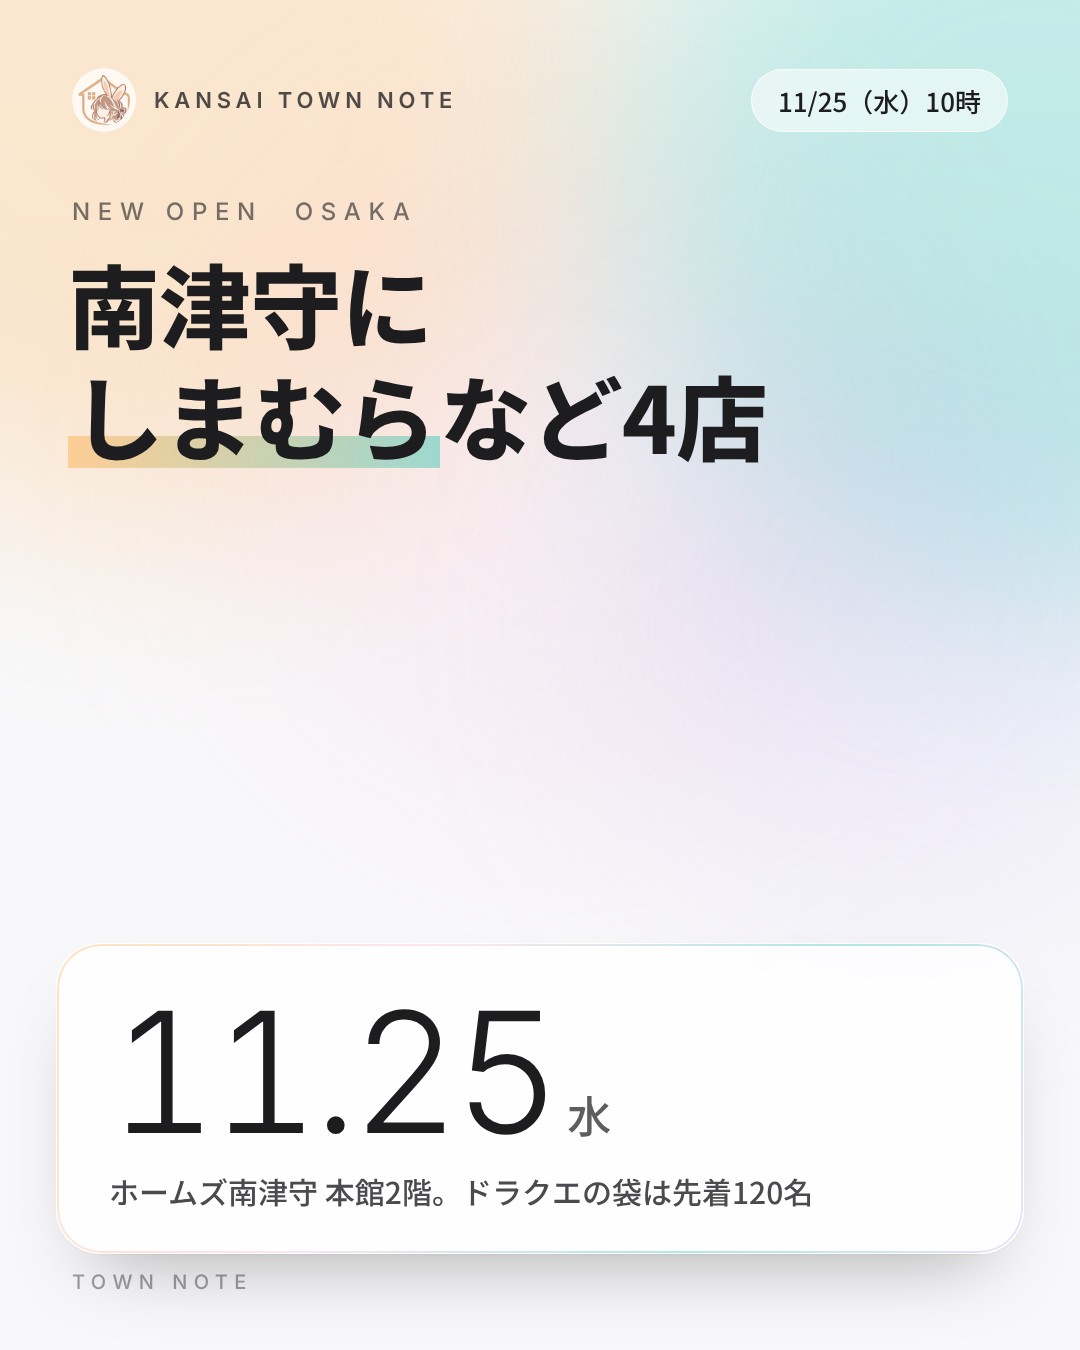 KANSAI TOWN NOTE
11/25（水）10時
NEW OPEN OSAKA
南津守に
しまむらなど4店
11.25 水
ホームズ南津守 本館2階。ドラクエの袋は先着120名
TOWN NOTE